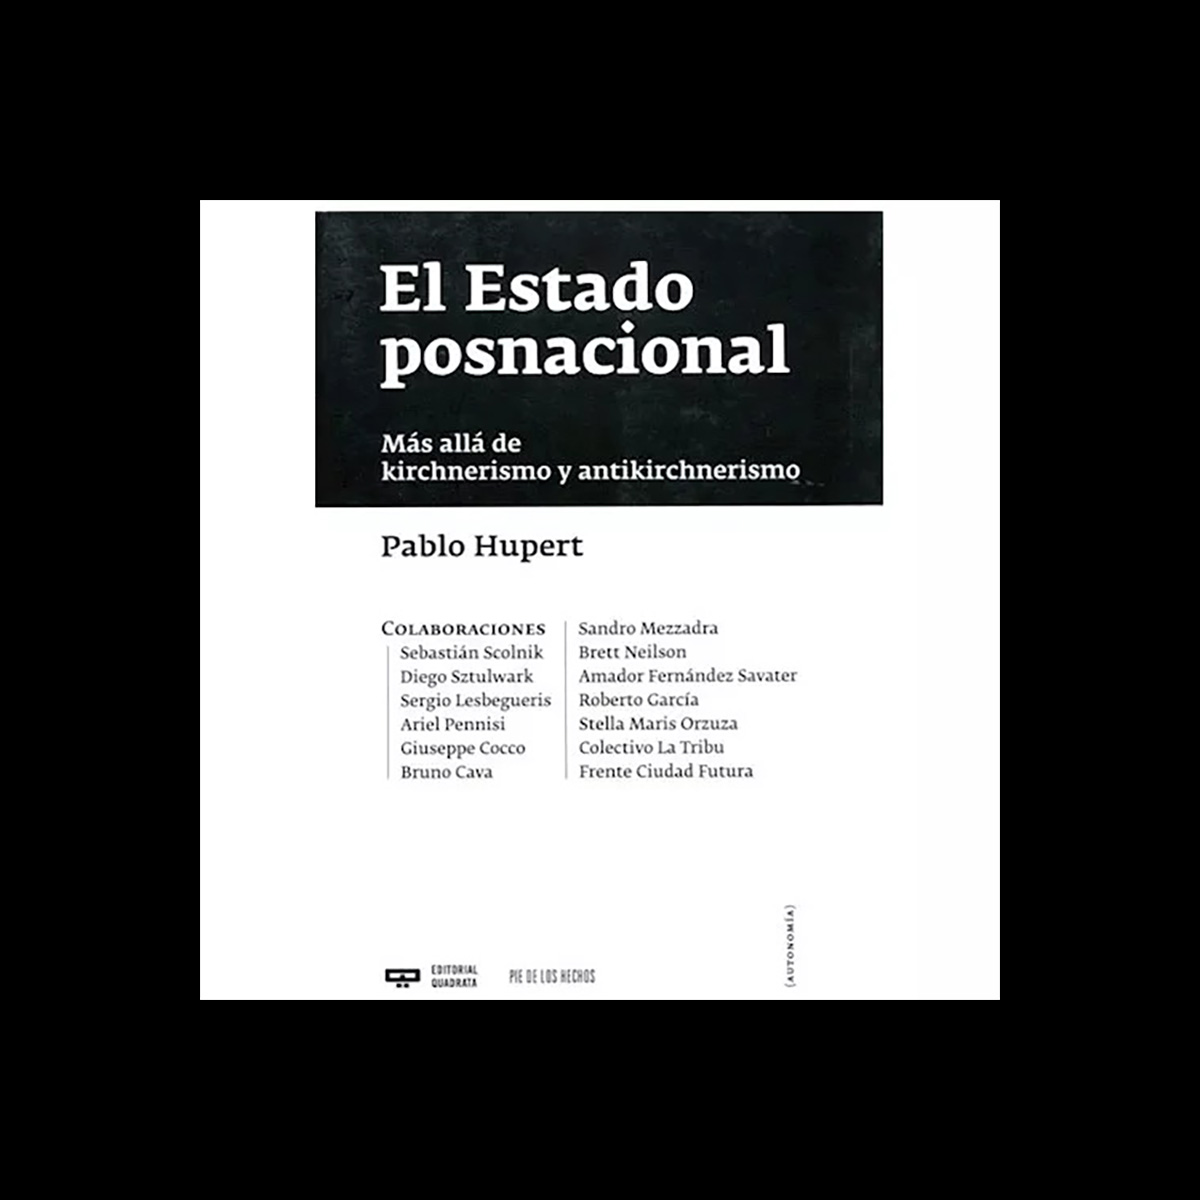 El Estado
posnacional
Más allá de
kirchnerismo y antikirchnerismo
Pablo Hupert
Colaboraciones
Sebastián Scolnik
Diego Sztulwark
Sergio Lesbegueris
Ariel Pennisi
Giuseppe Cocco
Bruno Cava
Sandro Mezzadra
Brett Neilson
Amador Fernández Savater
Roberto García
Stella Maris Orzuza
Colectivo La Tribu
Frente Ciudad Futura
(AUTONOMÍA)
EDITORIAL
QUADRATA
PIE DE LOS HECHOS